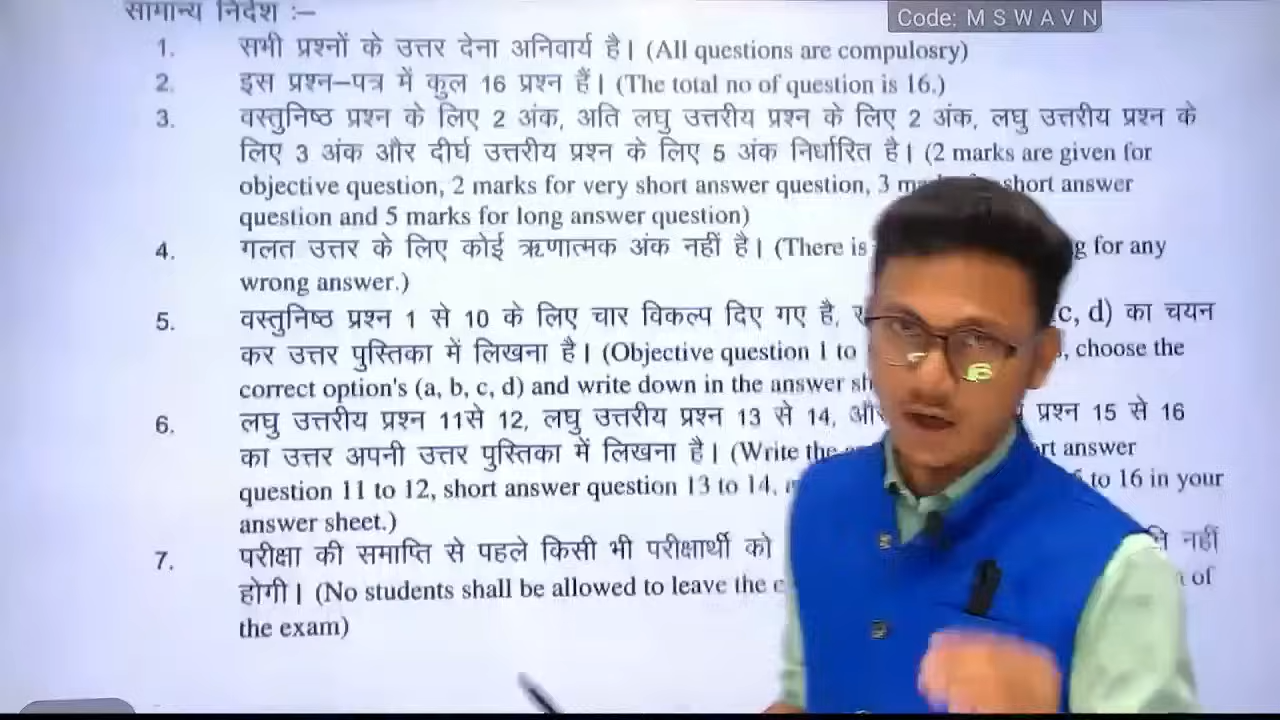 सामान्य निर्देश :–
Code: M S W A V N
1. सभी प्रश्नों के उत्तर देना अनिवार्य है। (All questions are compulosry)
2. इस प्रश्न–पत्र में कुल 16 प्रश्न हैं। (The total no of question is 16.)
3. वस्तुनिष्ठ प्रश्न के लिए 2 अंक, अति लघु उत्तरीय प्रश्न के लिए 2 अंक, लघु उत्तरीय प्रश्न के
लिए 3 अंक और दीर्घ उत्तरीय प्रश्न के लिए 5 अंक निर्धारित है। (2 marks are given for
objective question, 2 marks for very short answer question, 3 short answer
question and 5 marks for long answer question)
4. गलत उत्तर के लिए कोई ऋणात्मक अंक नहीं है। (There is for any
wrong answer.)
5. वस्तुनिष्ठ प्रश्न 1 से 10 के लिए चार विकल्प दिए गए है, c, d) का चयन
कर उत्तर पुस्तिका में लिखना है। (Objective question 1 to , choose the
correct option's (a, b, c, d) and write down in the answer
6. लघु उत्तरीय प्रश्न 11से 12, लघु उत्तरीय प्रश्न 13 से 14, प्रश्न 15 से 16
का उत्तर अपनी उत्तर पुस्तिका में लिखना है। (Write answer
question 11 to 12, short answer question 13 to 14, to 16 in your
answer sheet.)
7. परीक्षा की समाप्ति से पहले किसी भी परीक्षार्थी को नहीं
होगी। (No students shall be allowed to leave the of
the exam)